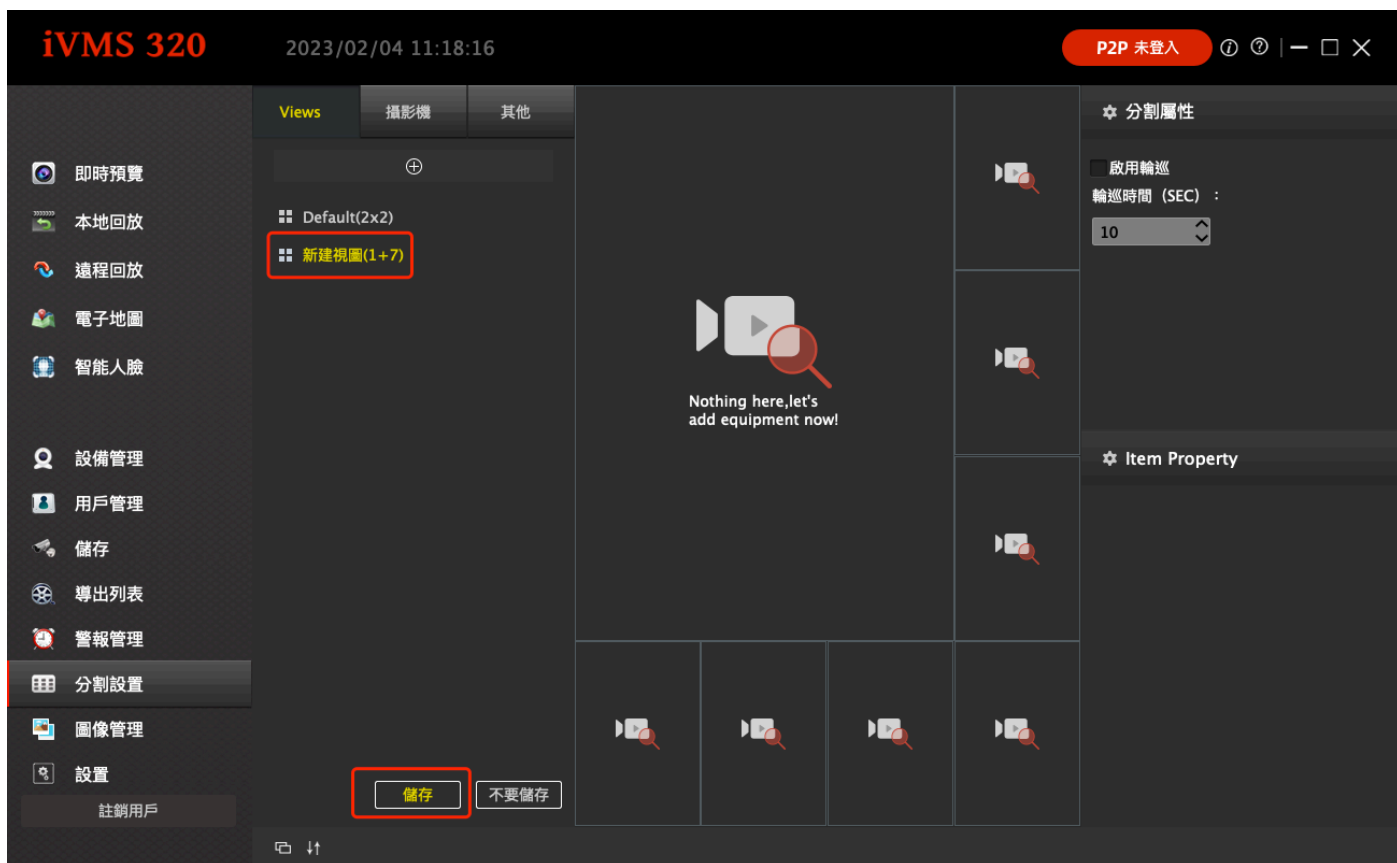 iVMS 320
2023/02/04 11:18:16
P2P 未登入
Views
攝影機
其他
分割屬性
即時預覽
本地回放
遠程回放
電子地圖
智能人臉
設備管理
用戶管理
儲存
導出列表
警報管理
分割設置
圖像管理
設置
註銷用戶
Default(2x2)
新建視圖(1+7)
儲存
不要儲存
Nothing here,let's
add equipment now!
啟用輪巡
輪巡時間（SEC）：
10
Item Property